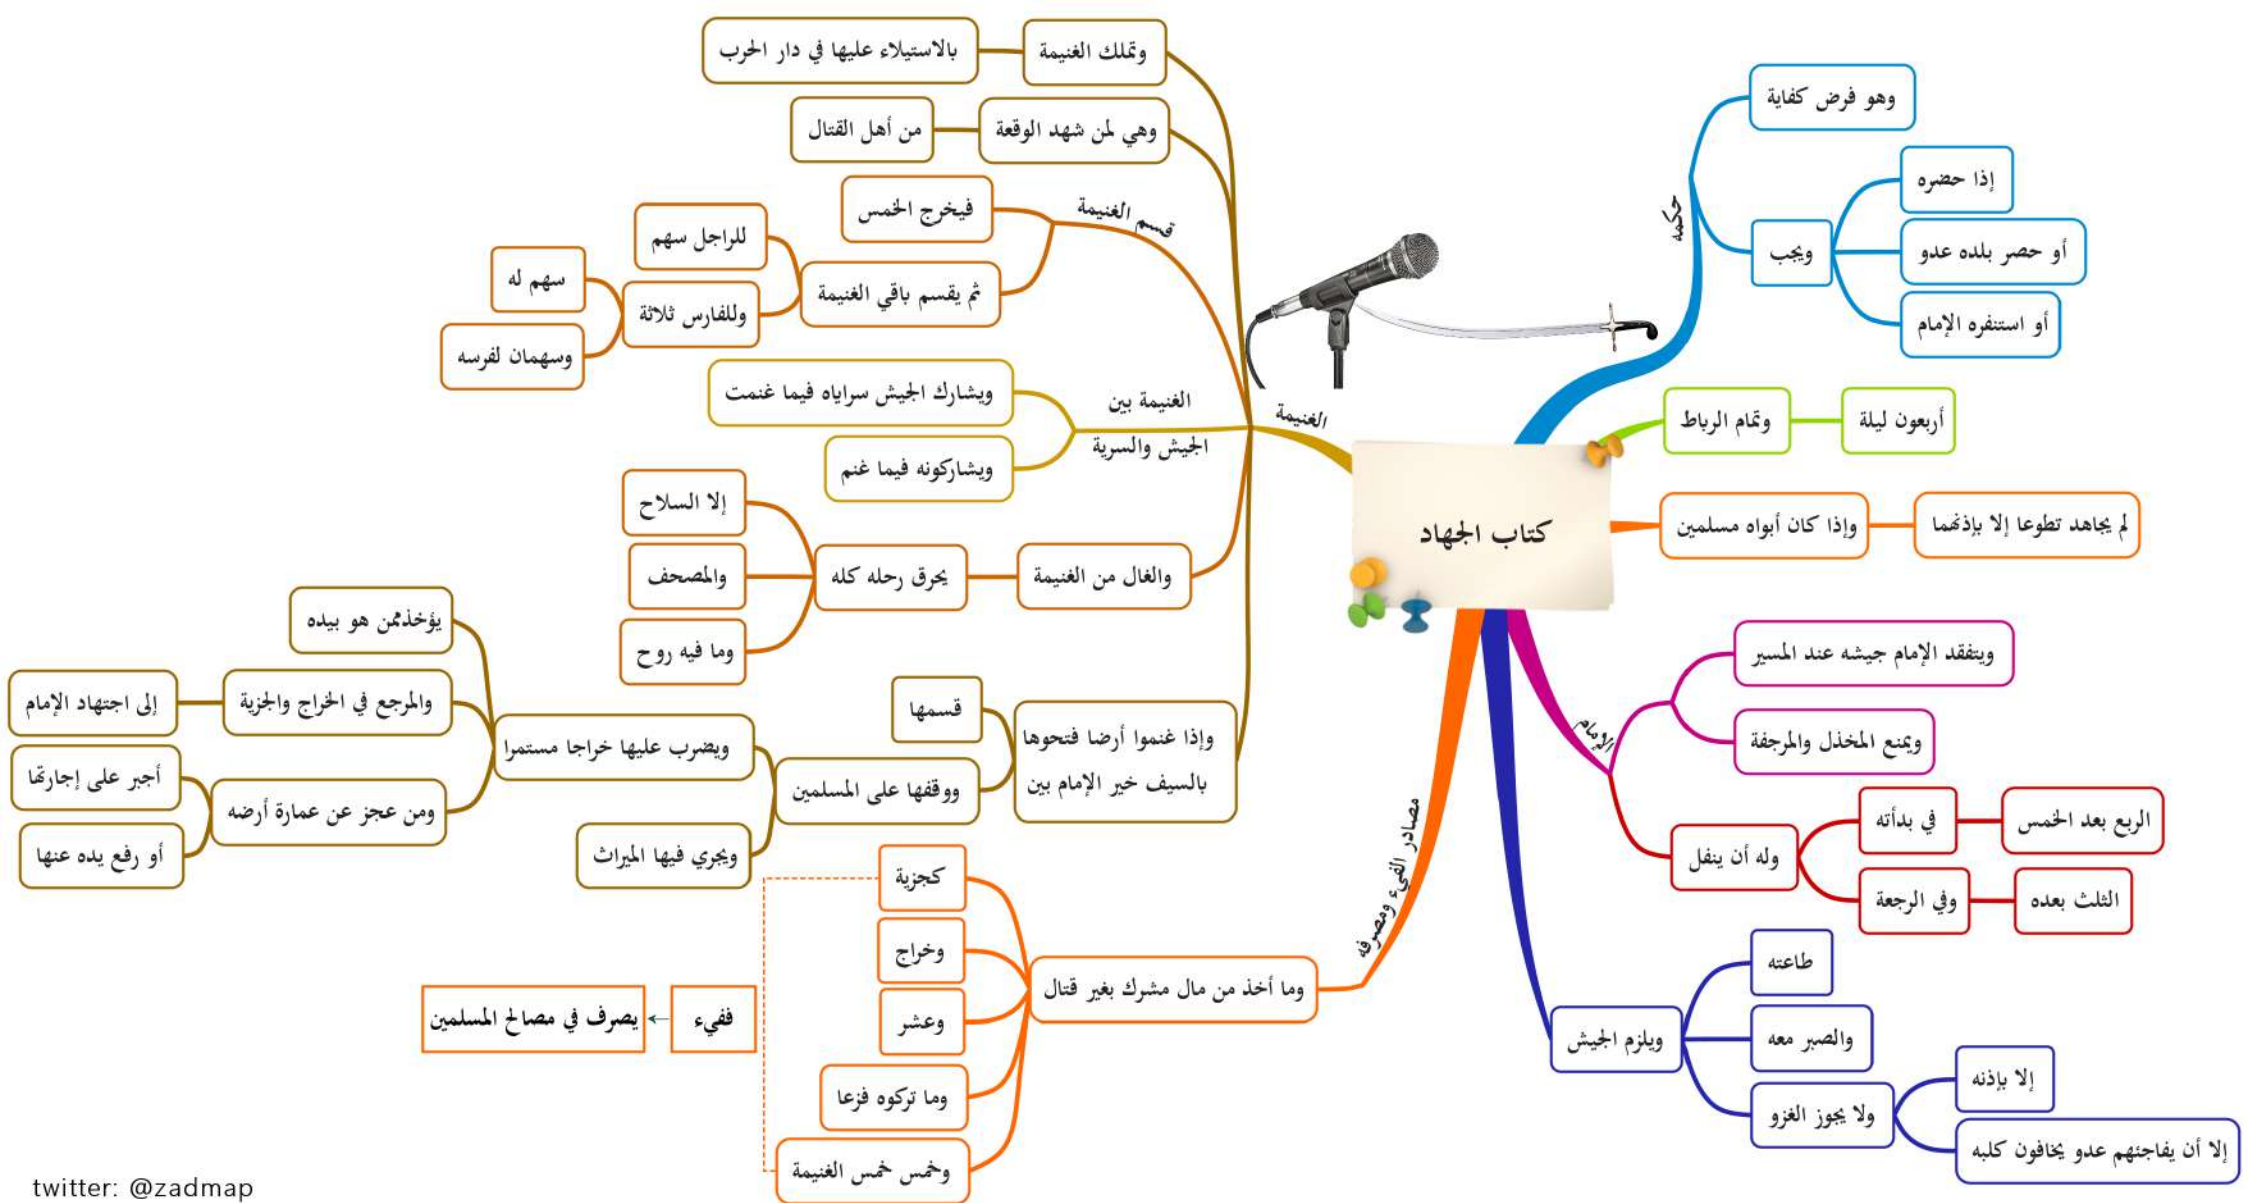 كتاب الجهاد
حكمه
وهو فرض كفاية
ويجب
إذا حضره
أو حصر بلده عدو
أو استنفره الإمام
وتمام الرباط
أربعون ليلة
وإذا كان أبواه مسلمين
لم يجاهد تطوعا إلا بإذنهما
الإمام
ويتفقد الإمام جيشه عند المسير
ويمنع المخذل والمرجفة
وله أن ينفل
في بدأته
الربع بعد الخمس
وفي الرجعة
الثلث بعده
ويلزم الجيش
طاعته
والصبر معه
ولا يجوز الغزو
إلا بإذنه
إلا أن يفاجئهم عدو يخافون كلبه
الغنيمة
وتملك الغنيمة
بالاستيلاء عليها في دار الحرب
وهي لمن شهد الوقعة
من أهل القتال
قسم الغنيمة
فيخرج الخمس
ثم يقسم باقي الغنيمة
للراجل سهم
وللفارس ثلاثة
سهم له
وسهمان لفرسه
الغنيمة بين
الجيش والسرية
ويشارك الجيش سراياه فيما غنمت
ويشاركونه فيما غنم
والغال من الغنيمة
يحرق رحله كله
إلا السلاح
والمصحف
وما فيه روح
وإذا غنموا أرضا فتحوها
بالسيف خير الإمام بين
قسمها
ووقفها على المسلمين
ويضرب عليها خراجا مستمرا
يؤخذممن هو بيده
والمرجع في الخراج والجزية
إلى اجتهاد الإمام
ومن عجز عن عمارة أرضه
أجبر على إجارتها
أو رفع يده عنها
ويجري فيها الميراث
مصادر الفيء ومصرفه
وما أخذ من مال مشرك بغير قتال
كجزية
وخراج
وعشر
وما تركوه فزعا
وخمس خمس الغنيمة
ففيء
يصرف في مصالح المسلمين
twitter: @zadmap